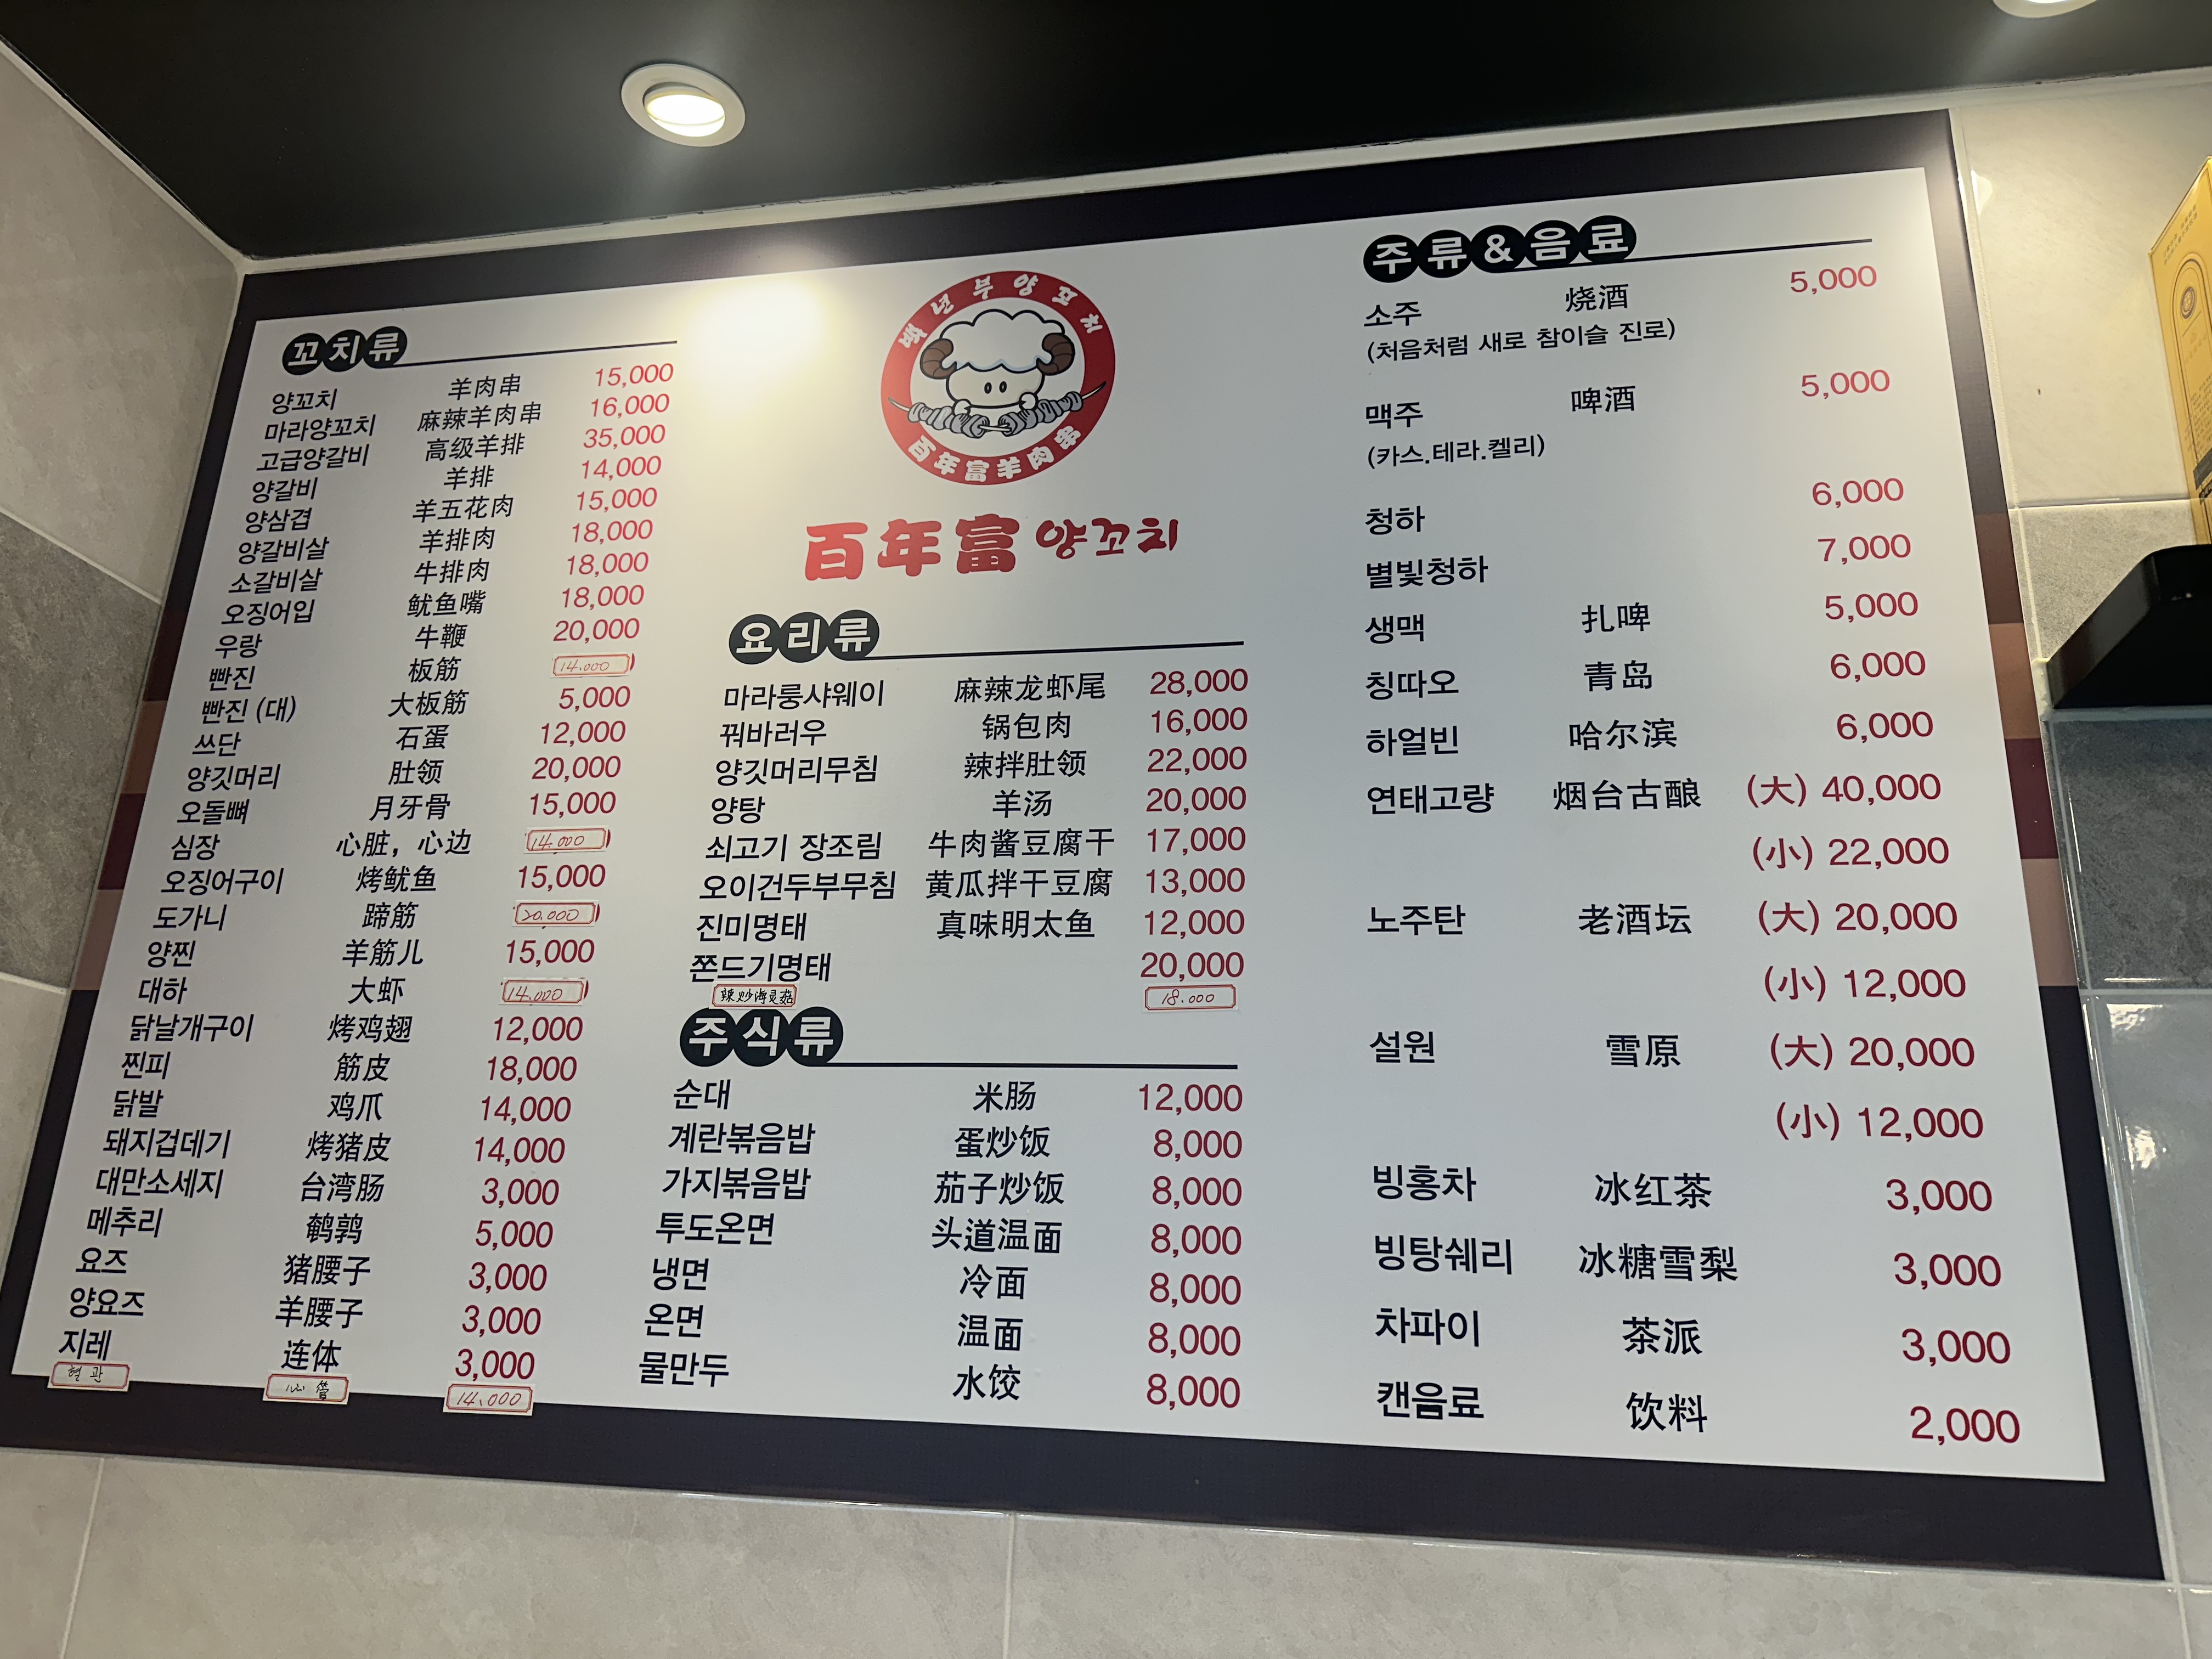 꼬치류
양꼬치 羊肉串 15,000
마라양꼬치 麻辣羊肉串 16,000
고급양갈비 高级羊排 35,000
양갈비 羊排 14,000
양삼겹 羊五花肉 15,000
양갈비살 羊排肉 18,000
소갈비살 牛排肉 18,000
오징어입 鱿鱼嘴 18,000
우랑 牛鞭 20,000
빤진 板筋 14.000
빤진 (대) 大板筋 5,000
쓰단 石蛋 12,000
양깃머리 肚领 20,000
오돌뼈 月牙骨 15,000
심장 心脏，心边 14.000
오징어구이 烤鱿鱼 15,000
도가니 蹄筋 20.000
양찐 羊筋儿 15,000
대하 大虾 14.000
닭날개구이 烤鸡翅 12,000
찐피 筋皮 18,000
닭발 鸡爪 14,000
돼지겁데기 烤猪皮 14,000
대만소세지 台湾肠 3,000
메추리 鹌鹑 5,000
요즈 猪腰子 3,000
양요즈 羊腰子 3,000
지레 连体 3,000
혈관 心管 14.000
백년부양꼬치
百年富羊肉串
百年富 양꼬치
요리류
마라룽샤웨이 麻辣龙虾尾 28,000
꿔바러우 锅包肉 16,000
양깃머리무침 辣拌肚领 22,000
양탕 羊汤 20,000
쇠고기 장조림 牛肉酱豆腐干 17,000
오이건두부무침 黄瓜拌干豆腐 13,000
진미명태 真味明太鱼 12,000
쫀드기명태 20,000
辣炒海灵菇 18.000
주식류
순대 米肠 12,000
계란볶음밥 蛋炒饭 8,000
가지볶음밥 茄子炒饭 8,000
투도온면 头道温面 8,000
냉면 冷面 8,000
온면 温面 8,000
물만두 水饺 8,000
주류&음료
소주 烧酒 5,000
(처음처럼 새로 참이슬 진로)
맥주 啤酒 5,000
(카스.테라.켈리)
청하 6,000
별빛청하 7,000
생맥 扎啤 5,000
칭따오 青岛 6,000
하얼빈 哈尔滨 6,000
연태고량 烟台古酿 (大) 40,000
(小) 22,000
노주탄 老酒坛 (大) 20,000
(小) 12,000
설원 雪原 (大) 20,000
(小) 12,000
빙홍차 冰红茶 3,000
빙탕쉐리 冰糖雪梨 3,000
차파이 茶派 3,000
캔음료 饮料 2,000